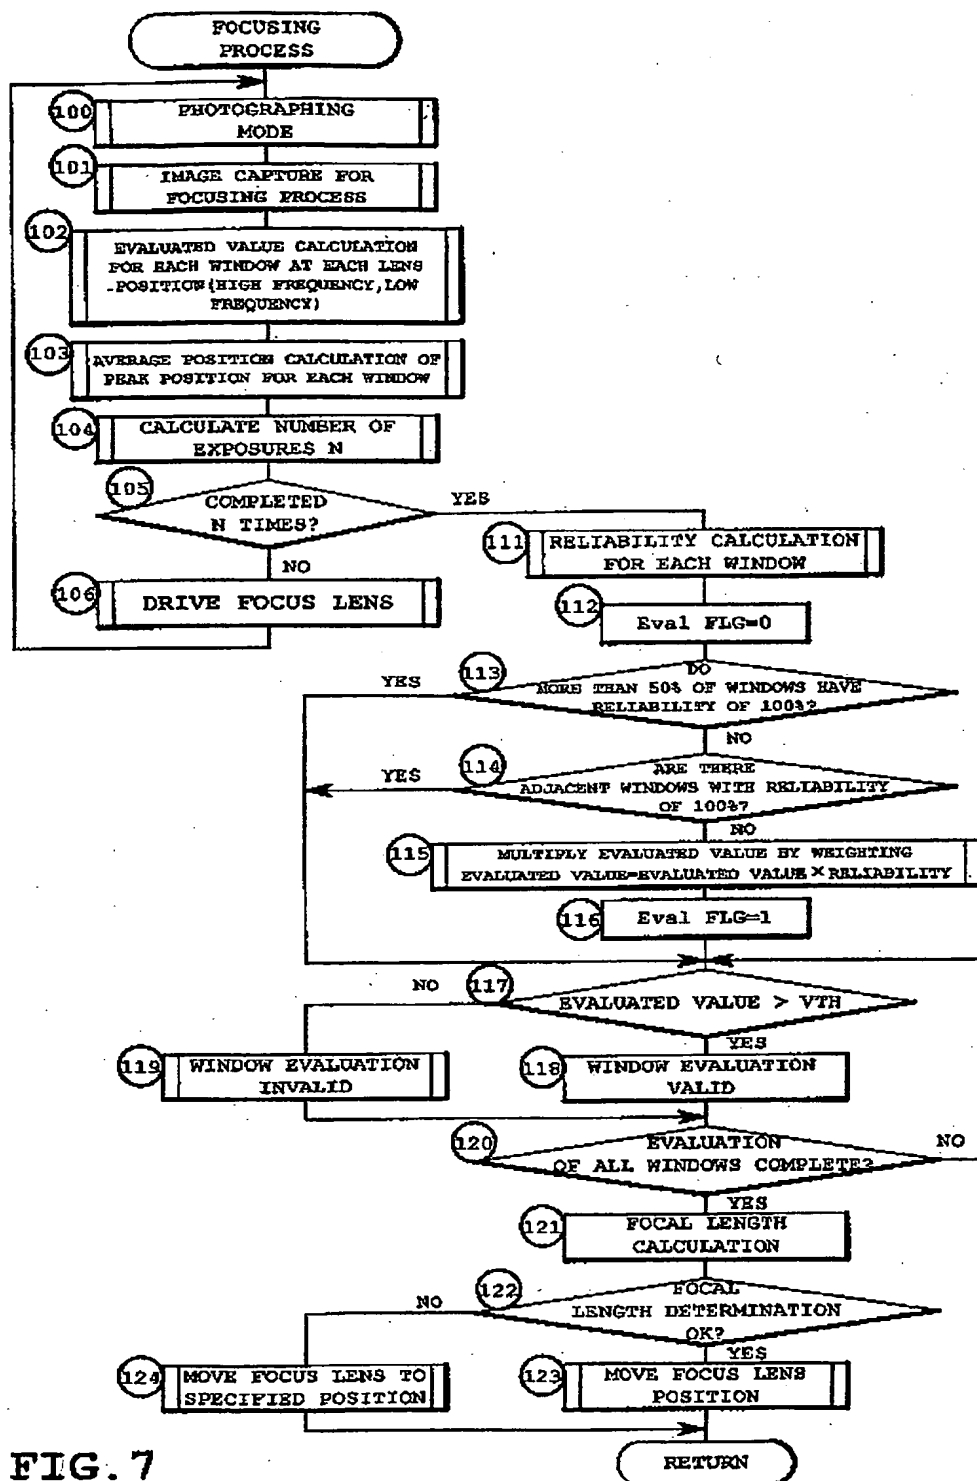 FOCUSING
PROCESS
100
PHOTOGRAPHING
MODE
101
IMAGE CAPTURE FOR
FOCUSING PROCESS
102
EVALUATED VALUE CALCULATION
FOR EACH WINDOW AT EACH LENS
POSITION(HIGH FREQUENCY,LOW
FREQUENCY)
103
AVERAGE POSITION CALCULATION OF
PEAK POSITION FOR EACH WINDOW
104
CALCULATE NUMBER OF
EXPOSURES N
105
COMPLETED
N TIMES?
YES
NO
106
DRIVE FOCUS LENS
111
RELIABILITY CALCULATION
FOR EACH WINDOW
112
Eval FLG=0
113
DO
MORE THAN 50% OF WINDOWS HAVE
RELIABILITY OF 100%?
YES
NO
114
ARE THERE
ADJACENT WINDOWS WITH RELIABILITY
OF 100%?
YES
NO
115
MULTIPLY EVALUATED VALUE BY WEIGHTING
EVALUATED VALUE=EVALUATED VALUE×RELIABILITY
116
Eval FLG=1
117
EVALUATED VALUE > VTH
NO
YES
119
WINDOW EVALUATION
INVALID
118
WINDOW EVALUATION
VALID
120
EVALUATION
OF ALL WINDOWS COMPLETE?
NO
YES
121
FOCAL LENGTH
CALCULATION
122
FOCAL
LENGTH DETERMINATION
OK?
NO
YES
124
MOVE FOCUS LENS TO
SPECIFIED POSITION
123
MOVE FOCUS LENS
POSITION
RETURN
FIG.7